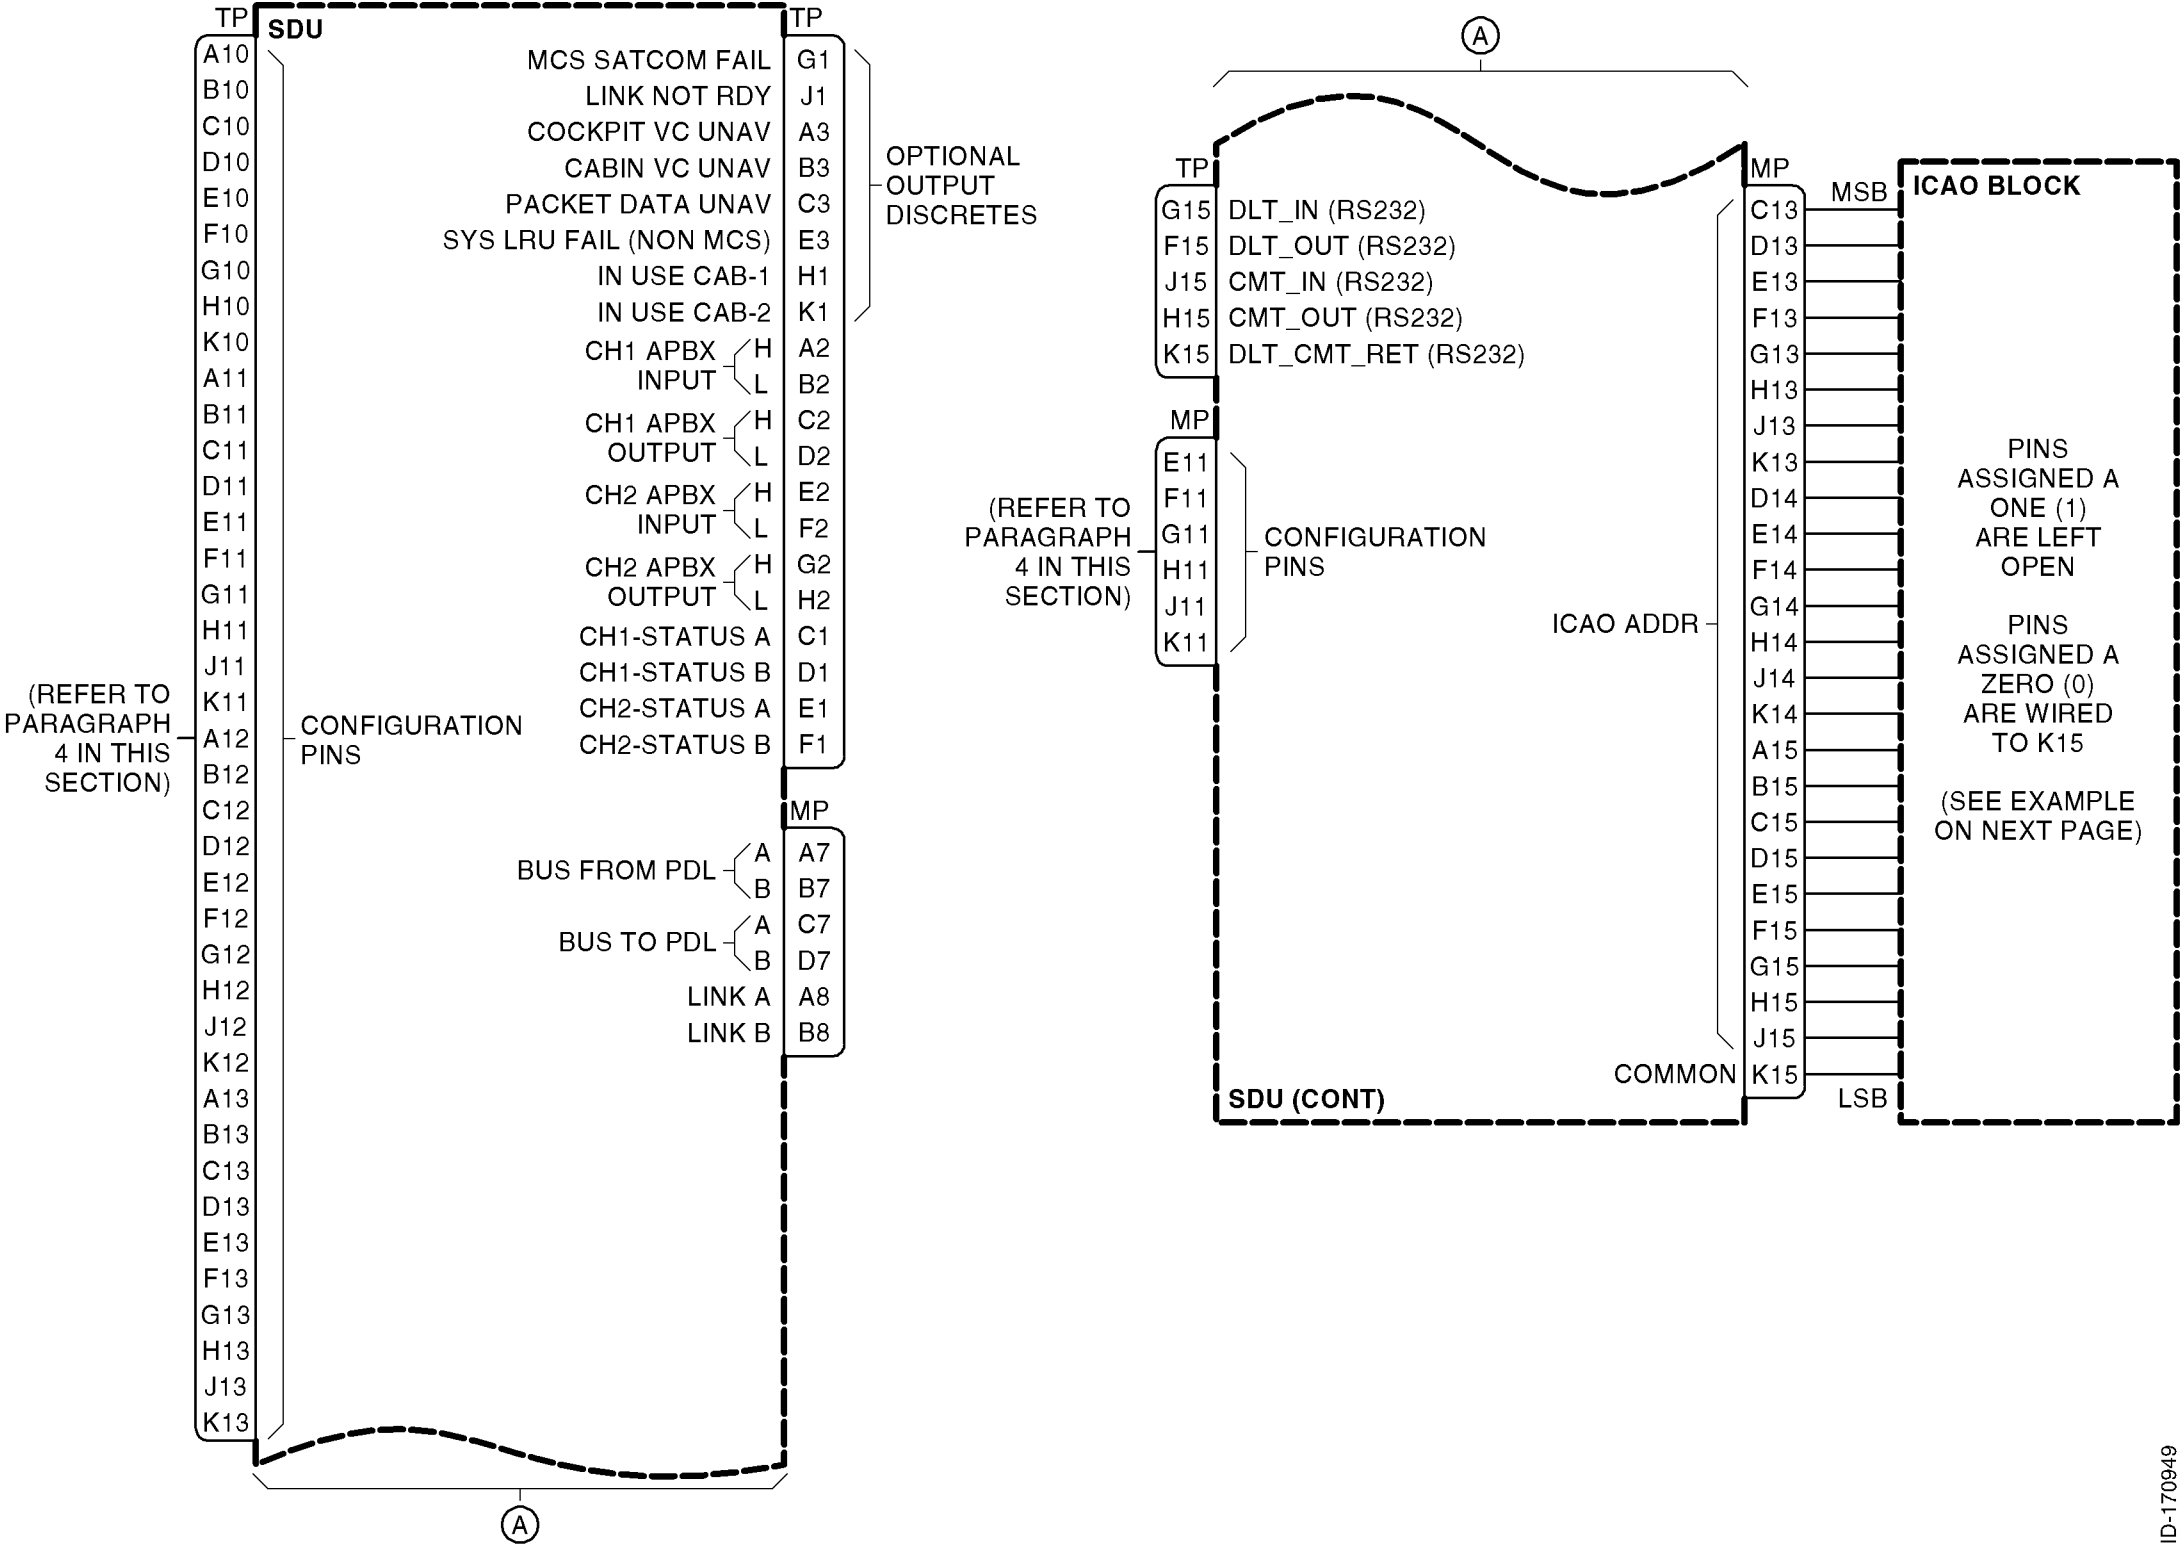 TP
SDU
A10
B10
C10
D10
E10
F10
G10
H10
K10
A11
B11
C11
D11
E11
F11
G11
H11
J11
K11
A12
B12
C12
D12
E12
F12
G12
H12
J12
K12
A13
B13
C13
D13
E13
F13
G13
H13
J13
K13
(REFER TO
PARAGRAPH
4 IN THIS
SECTION)
CONFIGURATION
PINS
TP
MCS SATCOM FAIL G1
LINK NOT RDY J1
COCKPIT VC UNAV A3
CABIN VC UNAV B3
PACKET DATA UNAV C3
SYS LRU FAIL (NON MCS) E3
IN USE CAB-1 H1
IN USE CAB-2 K1
OPTIONAL
OUTPUT
DISCRETES
CH1 APBX
INPUT
H A2
L B2
CH1 APBX
OUTPUT
H C2
L D2
CH2 APBX
INPUT
H E2
L F2
CH2 APBX
OUTPUT
H G2
L H2
CH1-STATUS A C1
CH1-STATUS B D1
CH2-STATUS A E1
CH2-STATUS B F1
MP
BUS FROM PDL
A A7
B B7
BUS TO PDL
A C7
B D7
LINK A A8
LINK B B8
A
A
TP
G15 DLT_IN (RS232)
F15 DLT_OUT (RS232)
J15 CMT_IN (RS232)
H15 CMT_OUT (RS232)
K15 DLT_CMT_RET (RS232)
MP
E11
F11
G11
H11
J11
K11
(REFER TO
PARAGRAPH
4 IN THIS
SECTION)
CONFIGURATION
PINS
SDU (CONT)
MP
ICAO ADDR
C13
D13
E13
F13
G13
H13
J13
K13
D14
E14
F14
G14
H14
J14
K14
A15
B15
C15
D15
E15
F15
G15
H15
J15
COMMON K15
MSB
LSB
ICAO BLOCK
PINS
ASSIGNED A
ONE (1)
ARE LEFT
OPEN
PINS
ASSIGNED A
ZERO (0)
ARE WIRED
TO K15
(SEE EXAMPLE
ON NEXT PAGE)
ID-170949